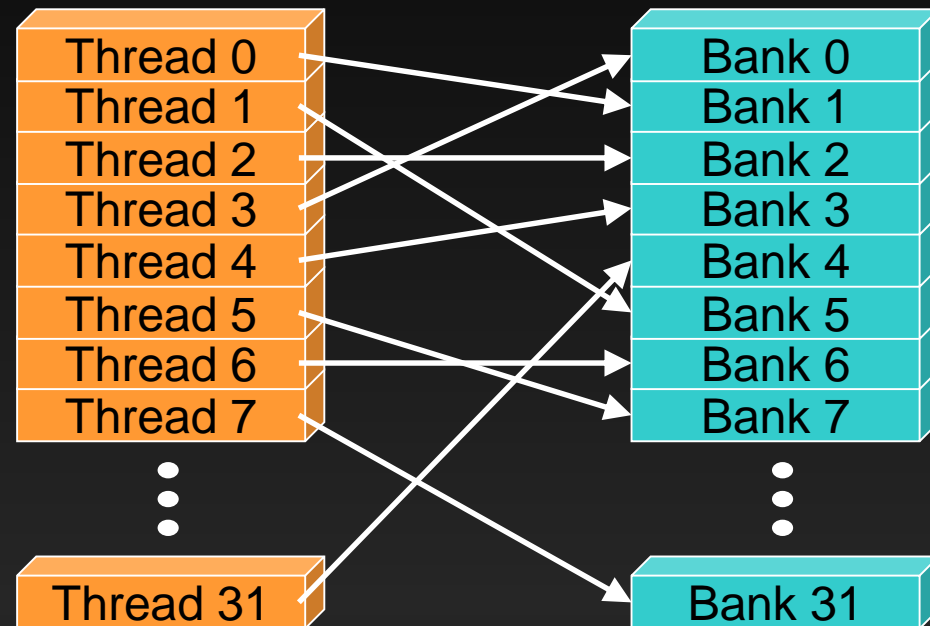 Thread 0
Thread 1
Thread 2
Thread 3
Thread 4
Thread 5
Thread 6
Thread 7
Thread 31
Bank 0
Bank 1
Bank 2
Bank 3
Bank 4
Bank 5
Bank 6
Bank 7
Bank 31